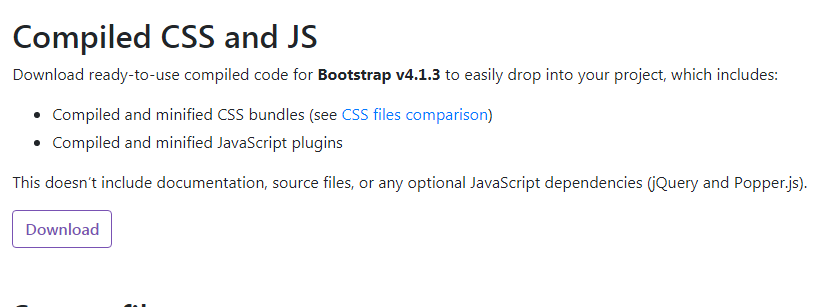 Compiled CSS and JS
Download ready-to-use compiled code for Bootstrap v4.1.3 to easily drop into your project, which includes:
Compiled and minified CSS bundles (see CSS files comparison)
Compiled and minified JavaScript plugins
This doesn’t include documentation, source files, or any optional JavaScript dependencies (jQuery and Popper.js).
Download